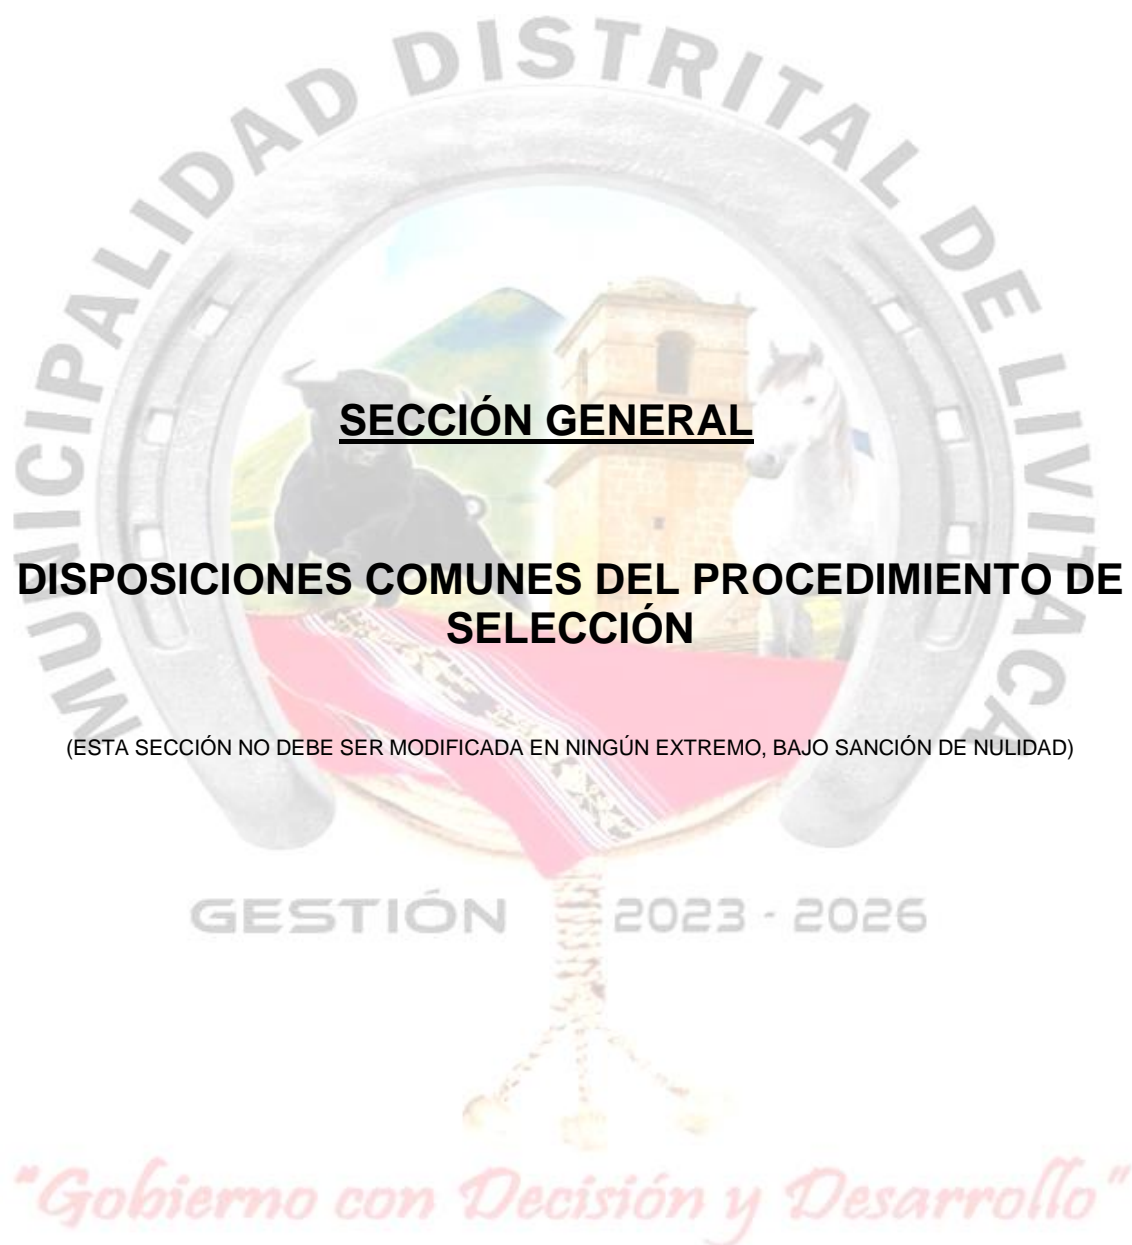 MUNICIPALIDAD DISTRITAL DE LIVITACA
SECCIÓN GENERAL
DISPOSICIONES COMUNES DEL PROCEDIMIENTO DE
SELECCIÓN
(ESTA SECCIÓN NO DEBE SER MODIFICADA EN NINGÚN EXTREMO, BAJO SANCIÓN DE NULIDAD)
GESTIÓN 2023 - 2026
"Gobierno con Decisión y Desarrollo"